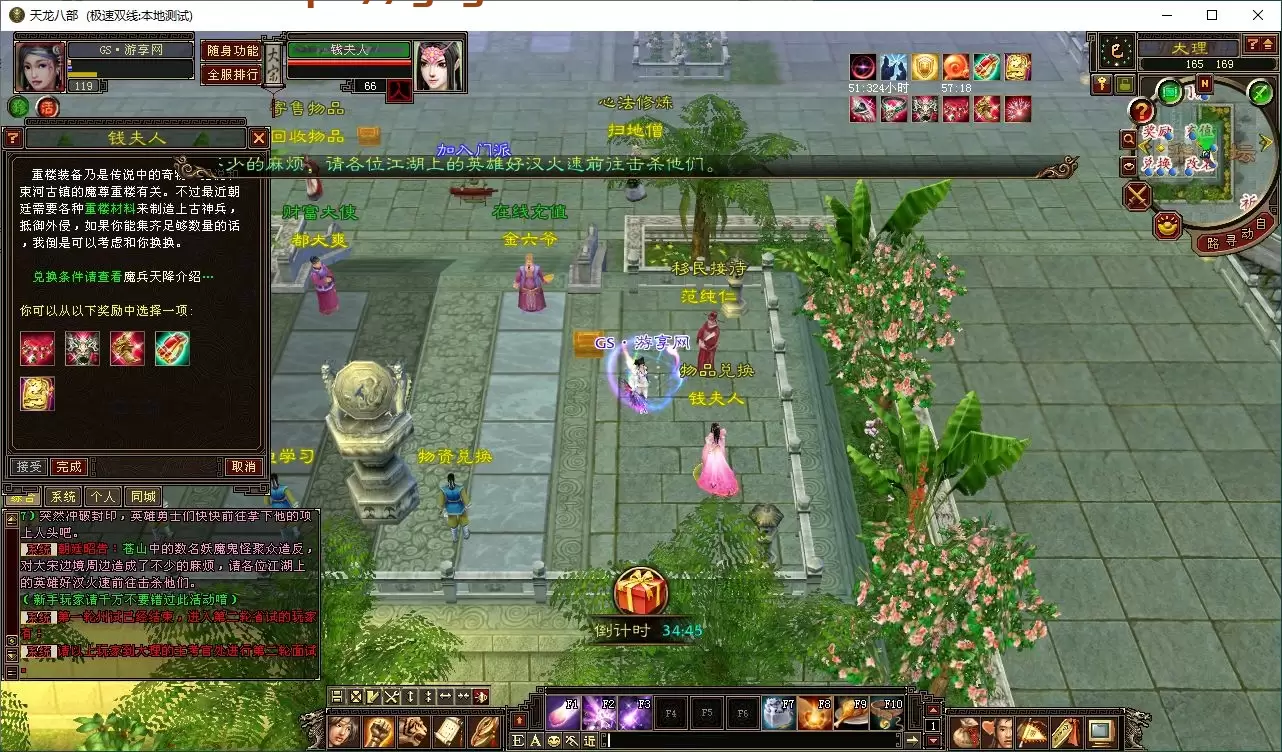 天龙八部 (极速双线:本地测试)
GS·游享网
119
随身功能
全服排行
钱夫人
66
51:324小时
57:18
大理
165 169
自动寻路
寄售物品
回收物品
加入门派
心法修炼
扫地僧
少的麻烦。请各位江湖上的英雄好汉火速前往击杀他们。
钱夫人
重楼装备乃是传说中的奇
束河古镇的魔尊重楼有关。不过最近朝
廷需要各种重楼材料来制造上古神兵，
抵御外侵，如果你能集齐足够数量的话
，我倒是可以考虑和你换换。
兑换条件请查看魔兵天降介绍…
你可以从以下奖励中选择一项:
接受
完成
取消
财富大使
都大爽
在线充值
金六爷
移民接待
范纯仁
GS·游享网
物品兑换
钱夫人
学习
物资兑换
综合
系统
个人
同城
7）突然冲破封印，英雄勇士们快快前往拿下他的项
上人头吧。
系统 朝廷昭告：苍山中的数名妖魔鬼怪聚众造反，
对大宋边境周边造成了不少的麻烦，请各位江湖上
的英雄好汉火速前往击杀他们。
（新手玩家请千万不要错过此活动唷）
系统 第一轮州试已经结束，进入第二轮省试的玩家
有：
系统 请以上玩家到大理的主考官处进行第二轮面试
倒计时 34:45
F1
F2
F3
F4
F5
F6
F7
F8
F9
F10
1
E
A
近